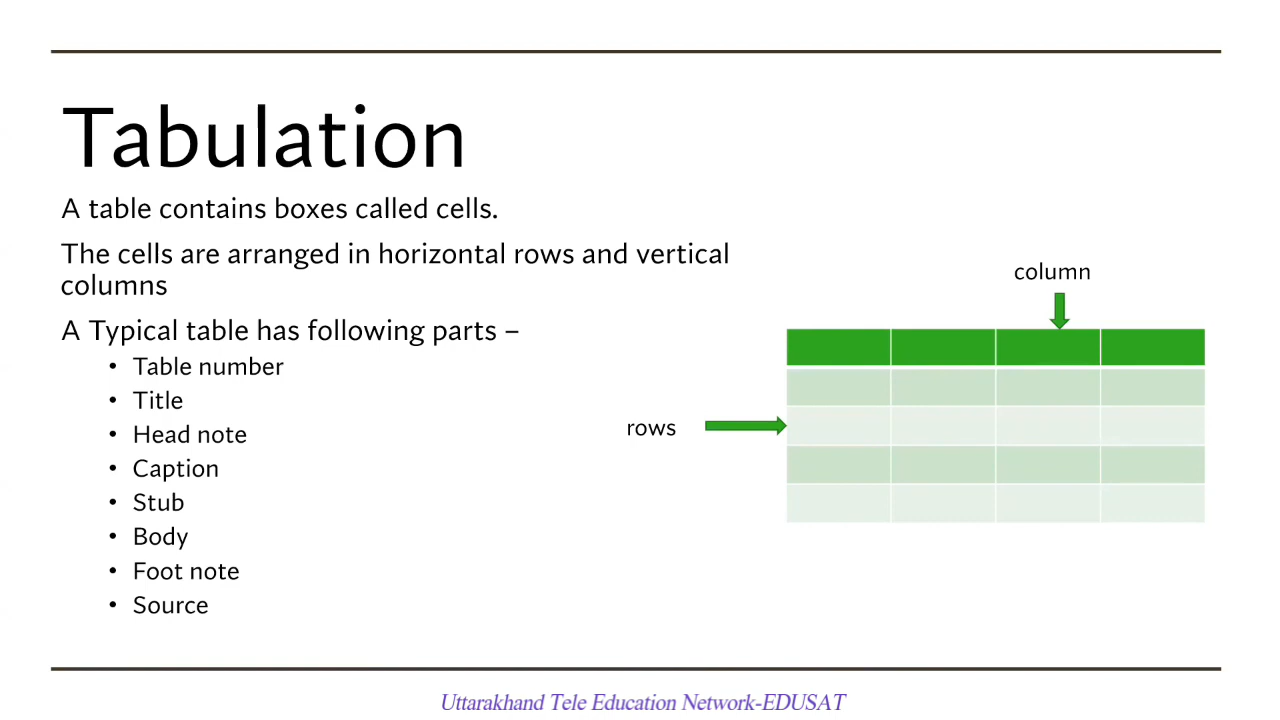 Tabulation
A table contains boxes called cells.
The cells are arranged in horizontal rows and vertical
columns
A Typical table has following parts –
• Table number
• Title
• Head note
• Caption
• Stub
• Body
• Foot note
• Source
column
rows
Uttarakhand Tele Education Network-EDUSAT